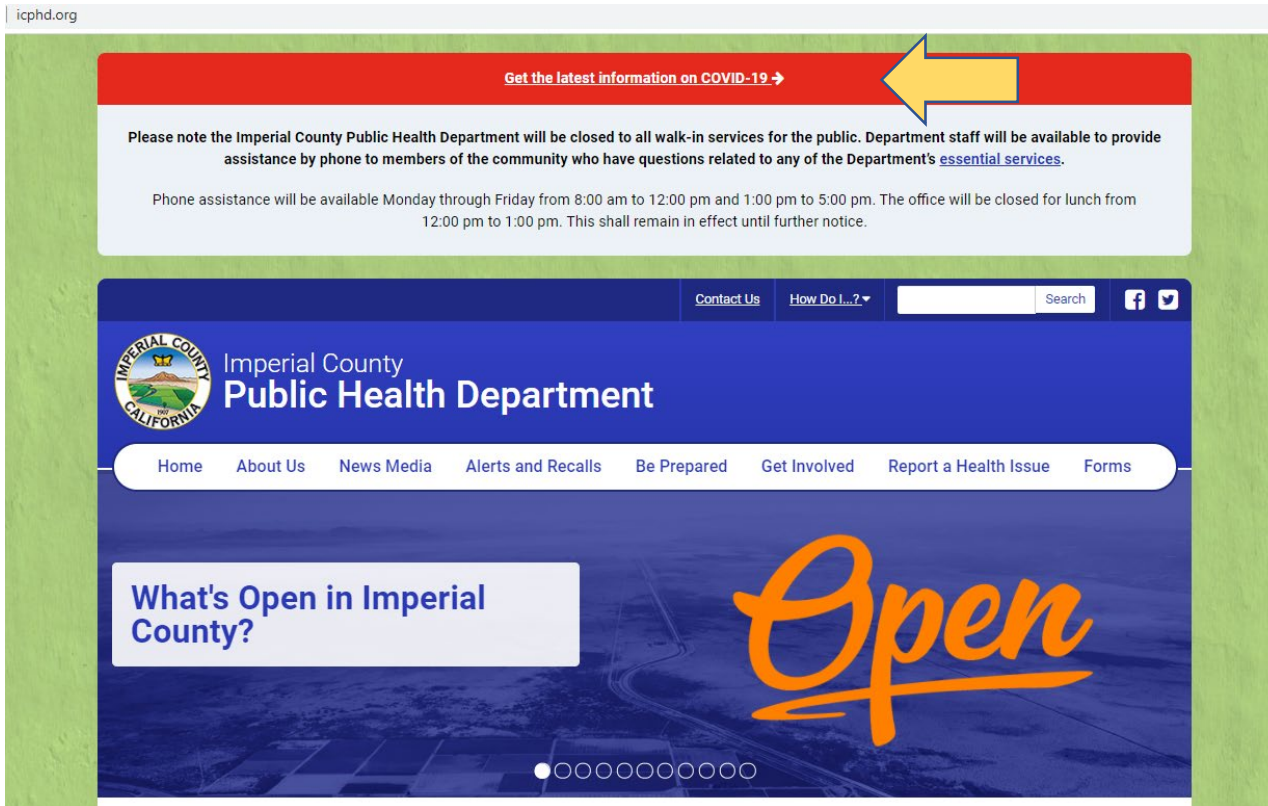 icphd.org
Get the latest information on COVID-19
Please note the Imperial County Public Health Department will be closed to all walk-in services for the public. Department staff will be available to provide
assistance by phone to members of the community who have questions related to any of the Department's essential services.
Phone assistance will be available Monday through Friday from 8:00 am to 12:00 pm and 1:00 pm to 5:00 pm. The office will be closed for lunch from
12:00 pm to 1:00 pm. This shall remain in effect until further notice.
Contact Us How Do I...? Search
IMPERIAL COUNTY
1907
CALIFORNIA
Imperial County
Public Health Department
Home About Us News Media Alerts and Recalls Be Prepared Get Involved Report a Health Issue Forms
What's Open in Imperial
County?
Open